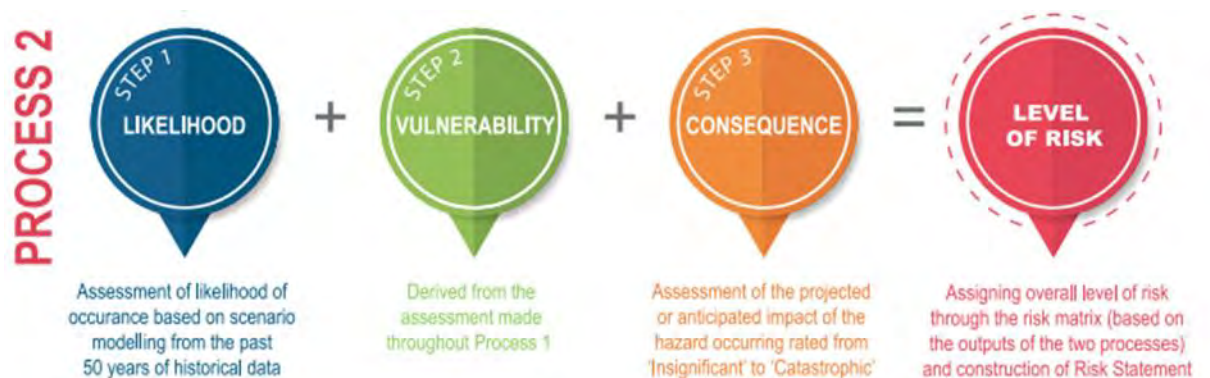 PROCESS 2
STEP 1
LIKELIHOOD
+
STEP 2
VULNERABILITY
+
STEP 3
CONSEQUENCE
=
LEVEL
OF RISK
Assessment of likelihood of
occurance based on scenario
modelling from the past
50 years of historical data
Derived from the
assessment made
throughout Process 1
Assessment of the projected
or anticipated impact of the
hazard occurring rated from
'Insignificant' to 'Catastrophic'
Assigning overall level of risk
through the risk matrix (based on
the outputs of the two processes)
and construction of Risk Statement